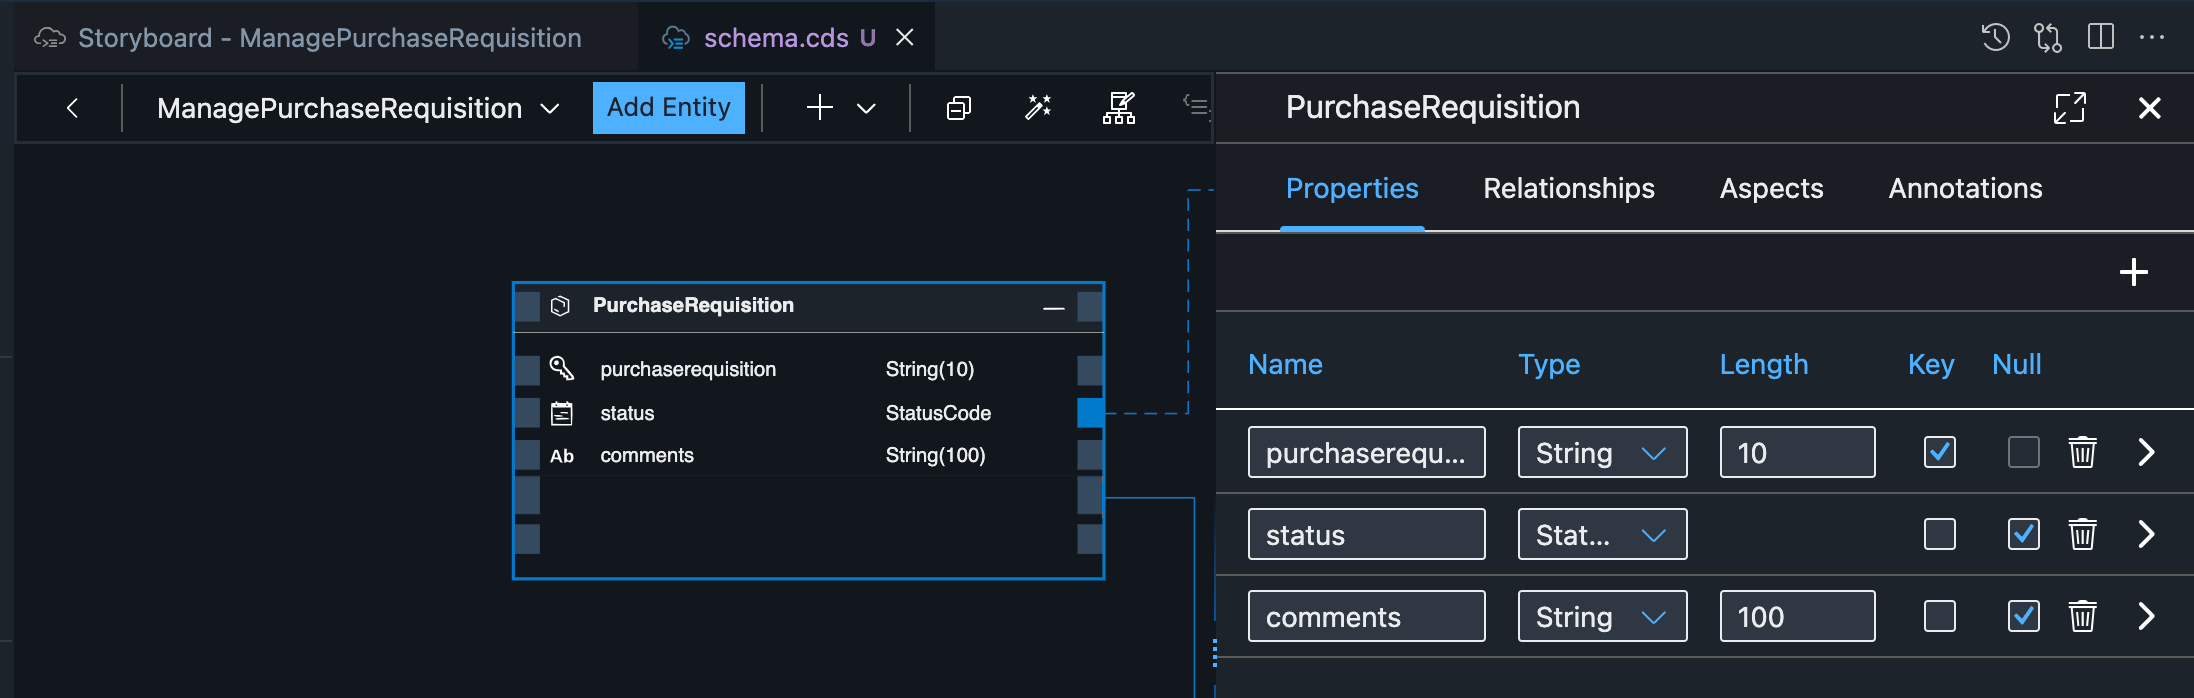 Storyboard - ManagePurchaseRequisition
schema.cds U
ManagePurchaseRequisition
Add Entity
PurchaseRequisition
purchaserequisition String(10)
status StatusCode
Ab comments String(100)
PurchaseRequisition
Properties Relationships Aspects Annotations
Name Type Length Key Null
purchaserequ... String 10
status Stat...
comments String 100